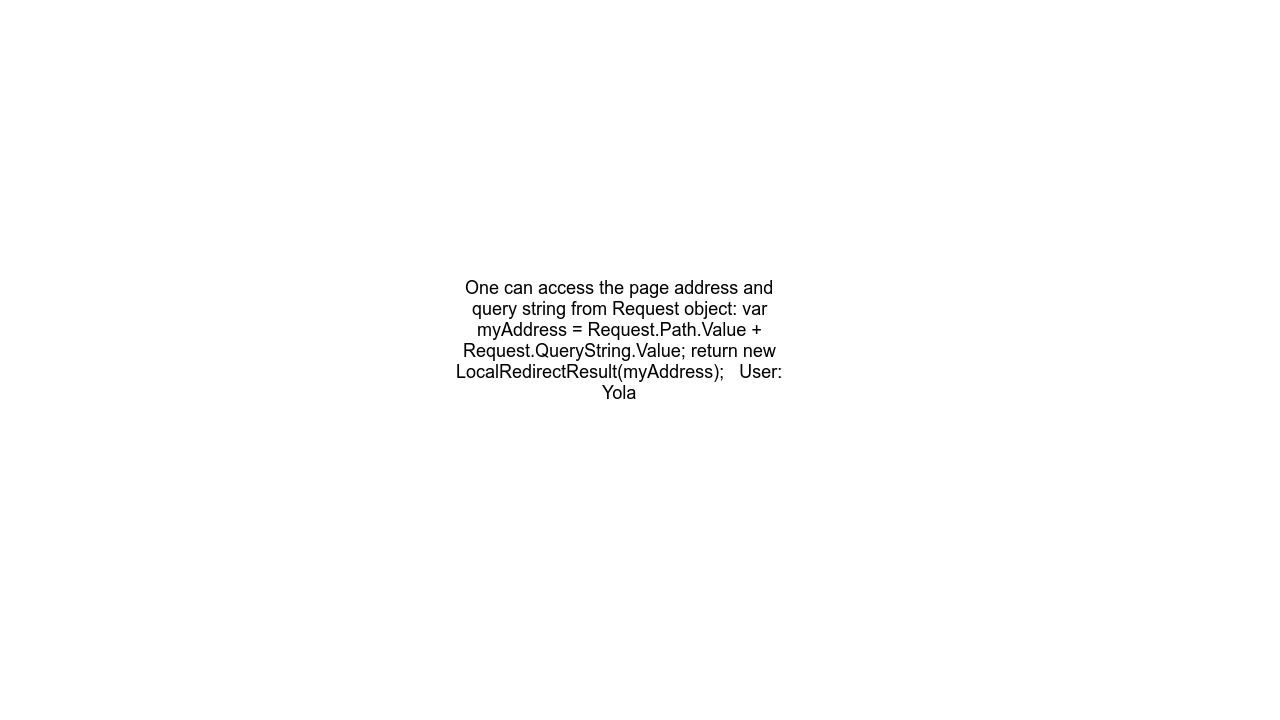 One can access the page address and
query string from Request object: var
myAddress = Request.Path.Value +
Request.QueryString.Value; return new
LocalRedirectResult(myAddress);   User:
Yola